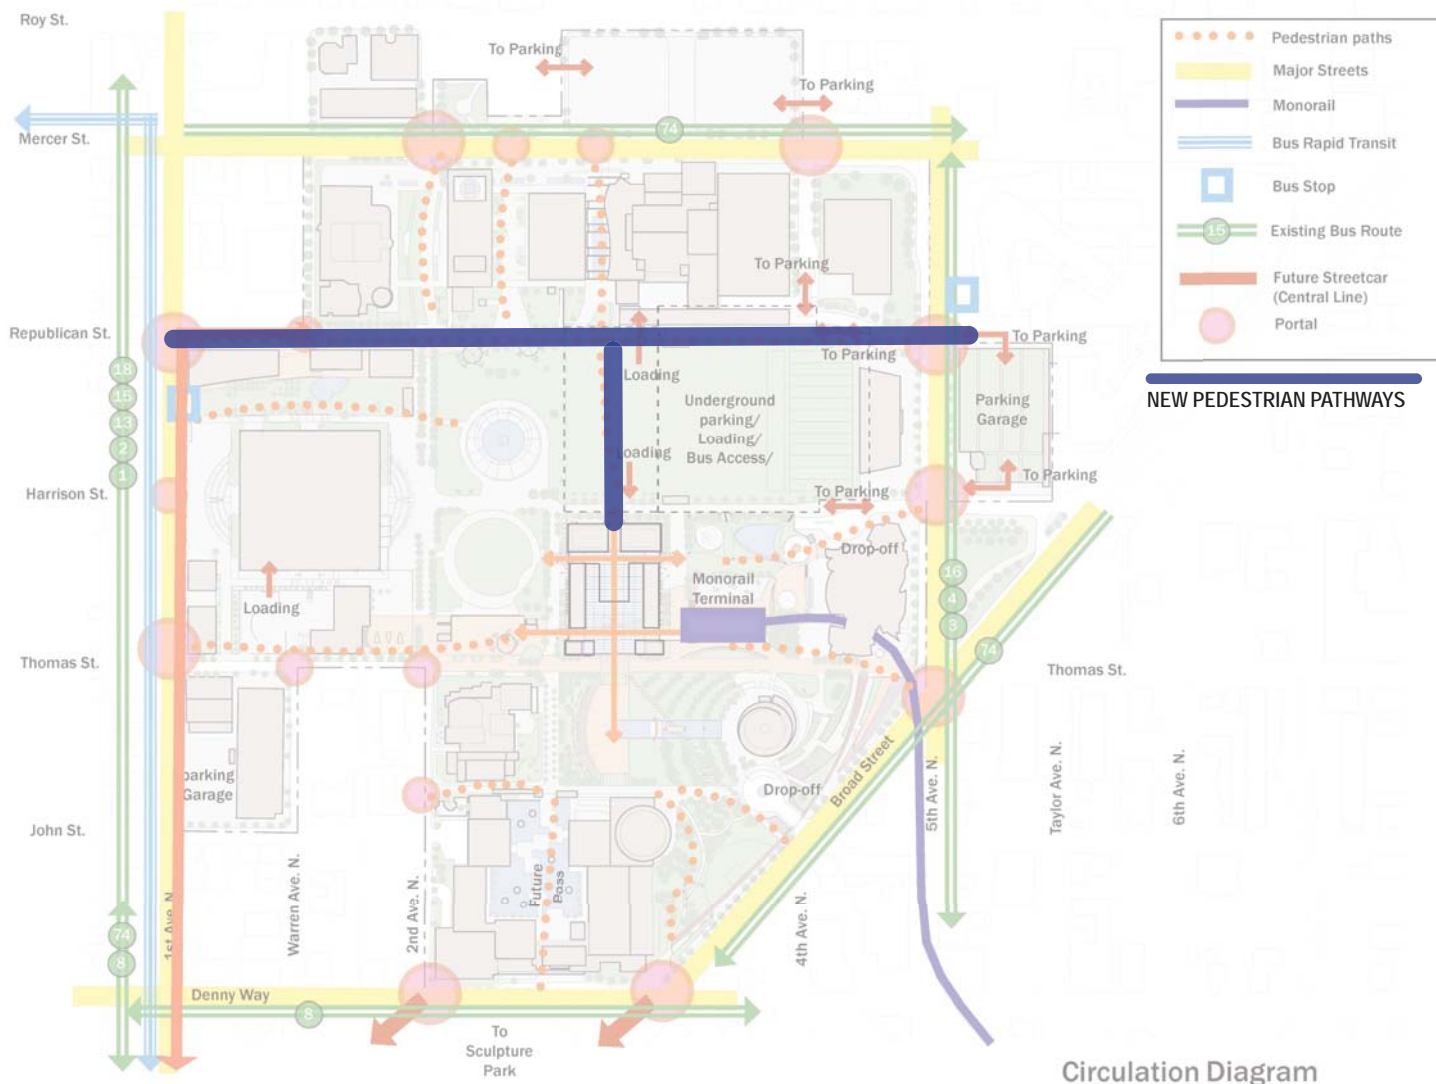 Roy St.
To Parking
To Parking
Mercer St.
74
Pedestrian paths
Major Streets
Monorail
Bus Rapid Transit
Bus Stop
15
Existing Bus Route
Future Streetcar
(Central Line)
Portal
NEW PEDESTRIAN PATHWAYS
To Parking
Republican St.
To Parking
To Parking
18
15
13
2
1
Loading
Underground
parking/
Loading/
Bus Access/
Parking
Garage
Loading
To Parking
To Parking
Harrison St.
Drop-off
Monorail
Terminal
16
4
3
Loading
74
Thomas St.
Thomas St.
parking
Garage
Drop-off
Broad Street
5th Ave. N.
Taylor Ave. N.
6th Ave. N.
John St.
1st Ave. N
Warren Ave. N.
2nd Ave. N.
Future
Pass
4th Ave. N.
74
8
Denny Way
8
To
Sculpture
Park
Circulation Diagram